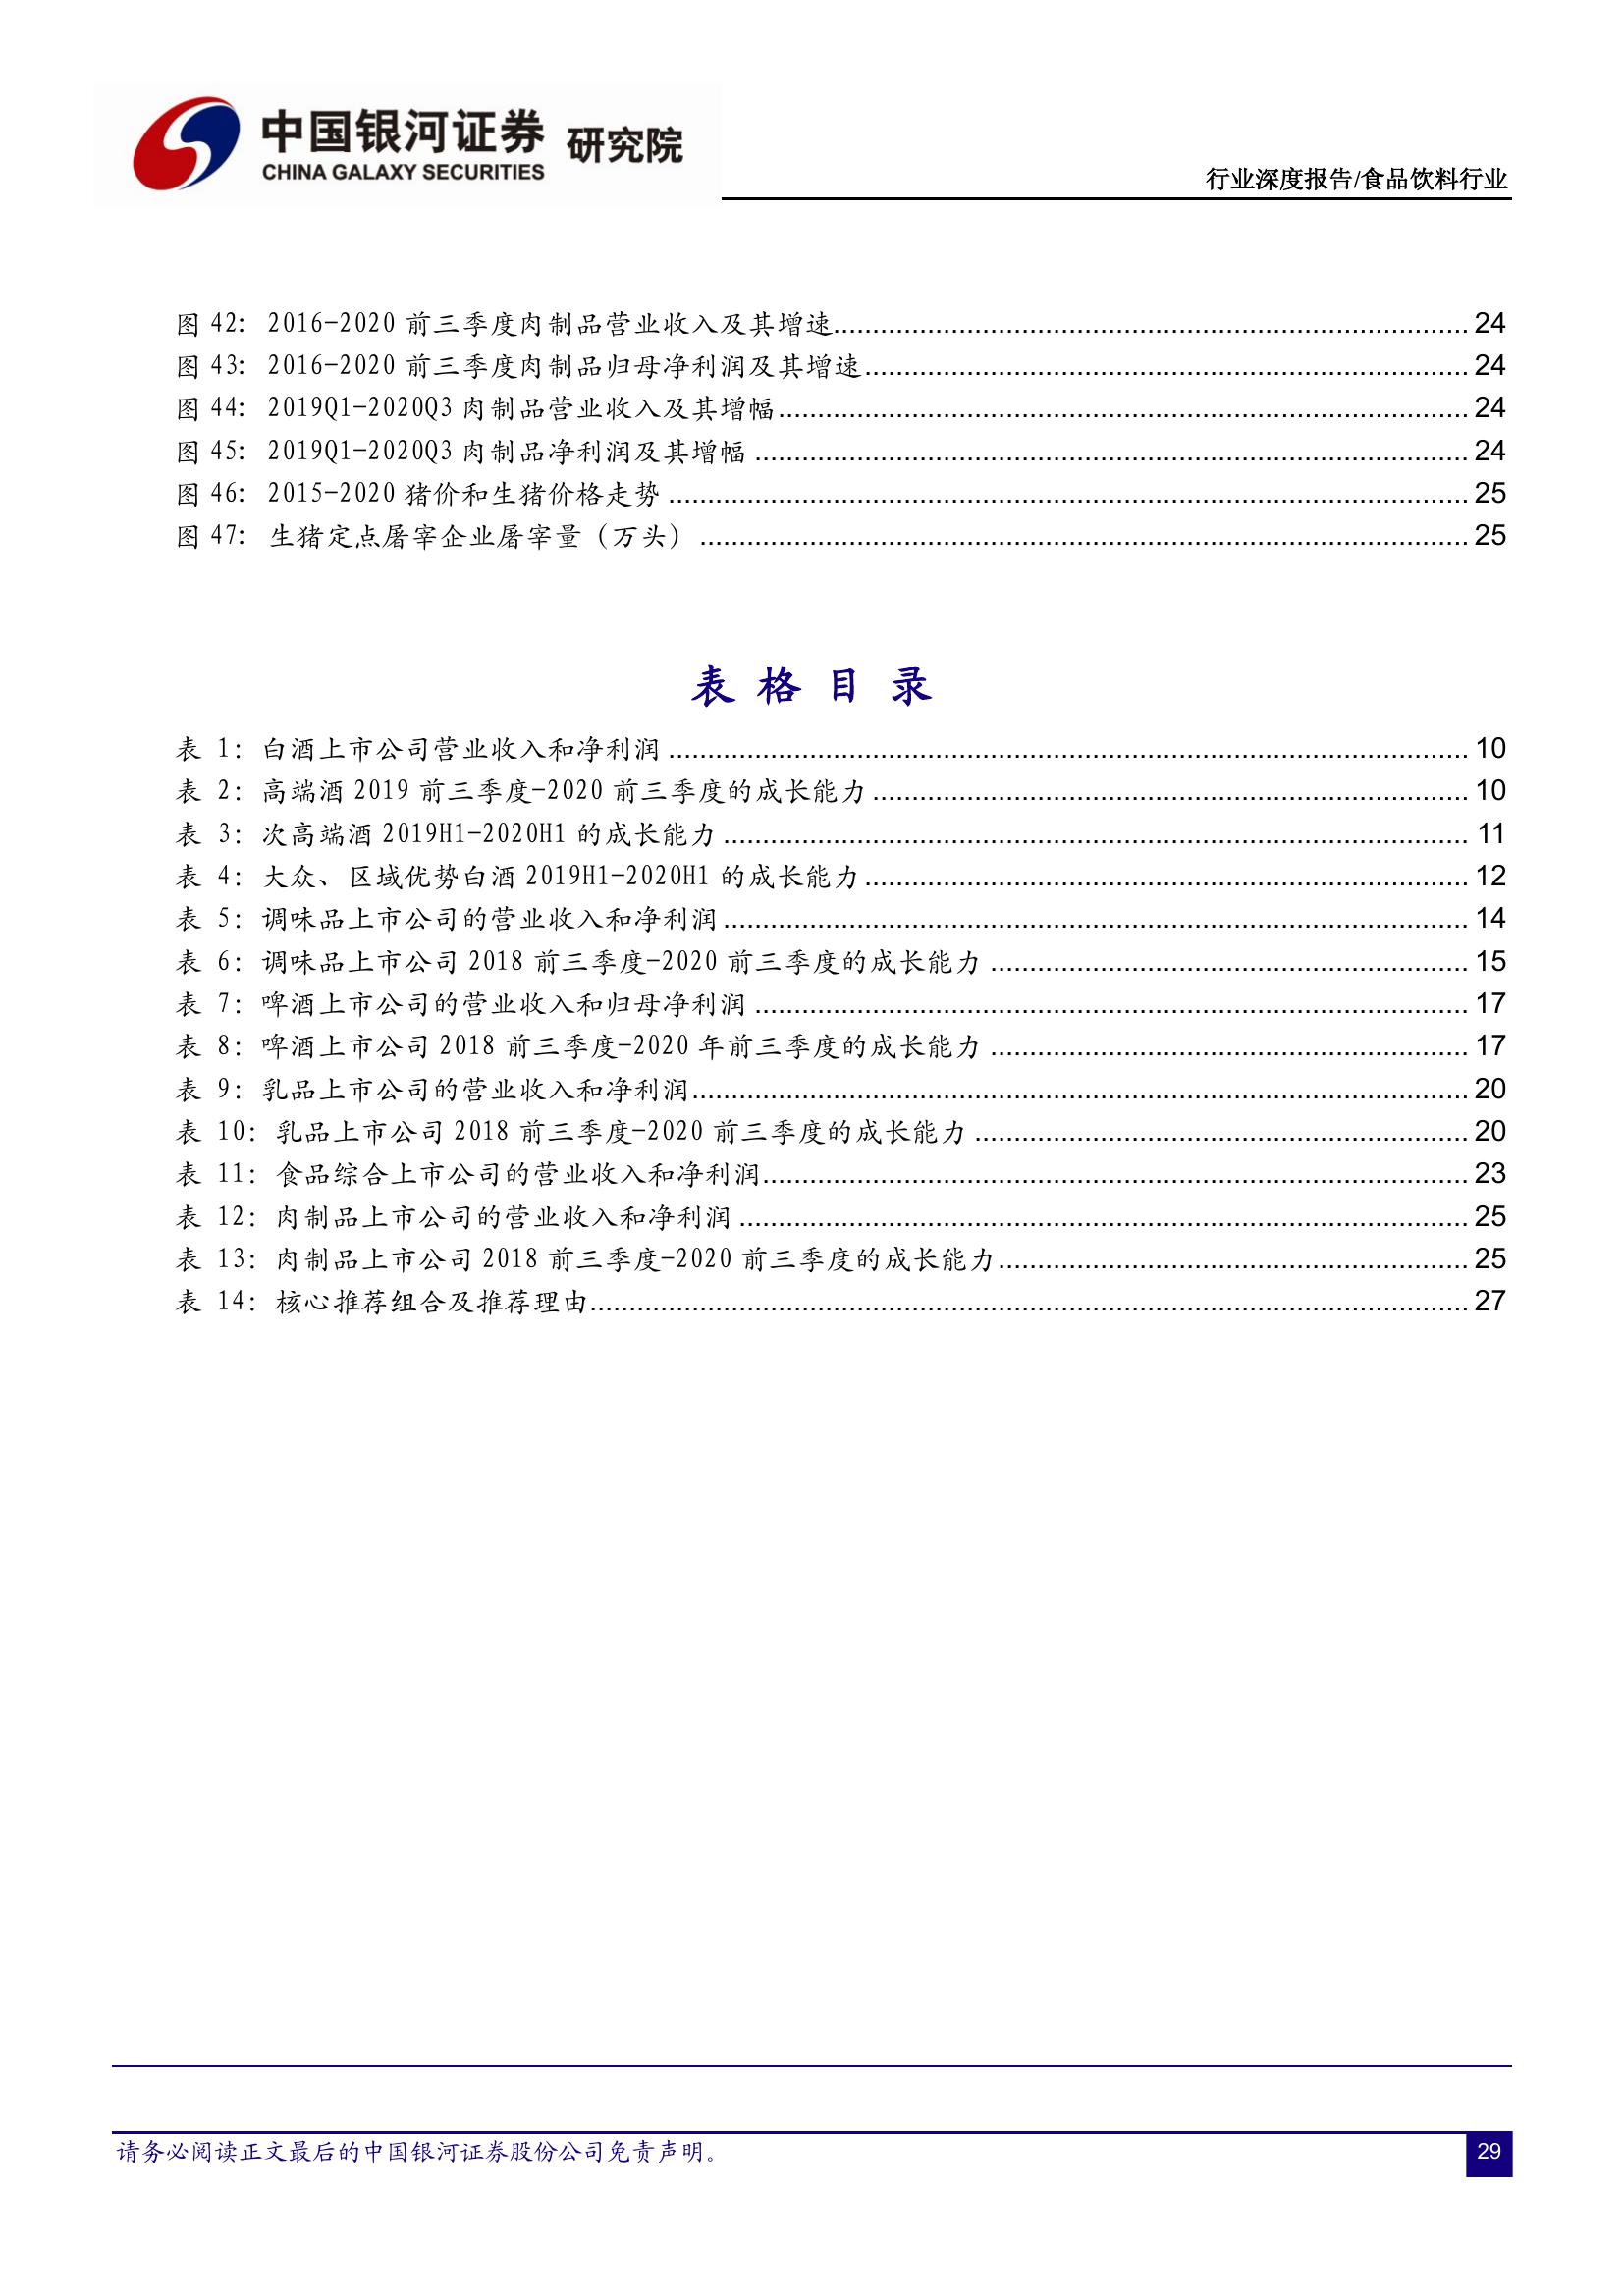 中国银河证券 研究院
CHINA GALAXY SECURITIES
行业深度报告/食品饮料行业
图 42: 2016-2020 前三季度肉制品营业收入及其增速 24
图 43: 2016-2020 前三季度肉制品归母净利润及其增速 24
图 44: 2019Q1-2020Q3 肉制品营业收入及其增幅 24
图 45: 2019Q1-2020Q3 肉制品净利润及其增幅 24
图 46: 2015-2020 猪价和生猪价格走势 25
图 47: 生猪定点屠宰企业屠宰量（万头） 25
表 格 目 录
表 1: 白酒上市公司营业收入和净利润 10
表 2: 高端酒 2019 前三季度-2020 前三季度的成长能力 10
表 3: 次高端酒 2019H1-2020H1 的成长能力 11
表 4: 大众、区域优势白酒 2019H1-2020H1 的成长能力 12
表 5: 调味品上市公司的营业收入和净利润 14
表 6: 调味品上市公司 2018 前三季度-2020 前三季度的成长能力 15
表 7: 啤酒上市公司的营业收入和归母净利润 17
表 8: 啤酒上市公司 2018 前三季度-2020 年前三季度的成长能力 17
表 9: 乳品上市公司的营业收入和净利润 20
表 10: 乳品上市公司 2018 前三季度-2020 前三季度的成长能力 20
表 11: 食品综合上市公司的营业收入和净利润 23
表 12: 肉制品上市公司的营业收入和净利润 25
表 13: 肉制品上市公司 2018 前三季度-2020 前三季度的成长能力 25
表 14: 核心推荐组合及推荐理由 27
请务必阅读正文最后的中国银河证券股份公司免责声明。
29